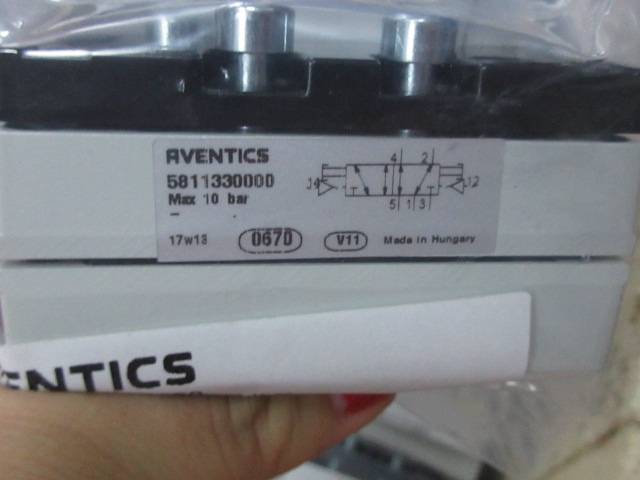 AVENTICS
5811330000
Max 10 bar
–
17w13
0670
V11
Made in Hungary
4 2
14
12
5 1 3
ENTICS